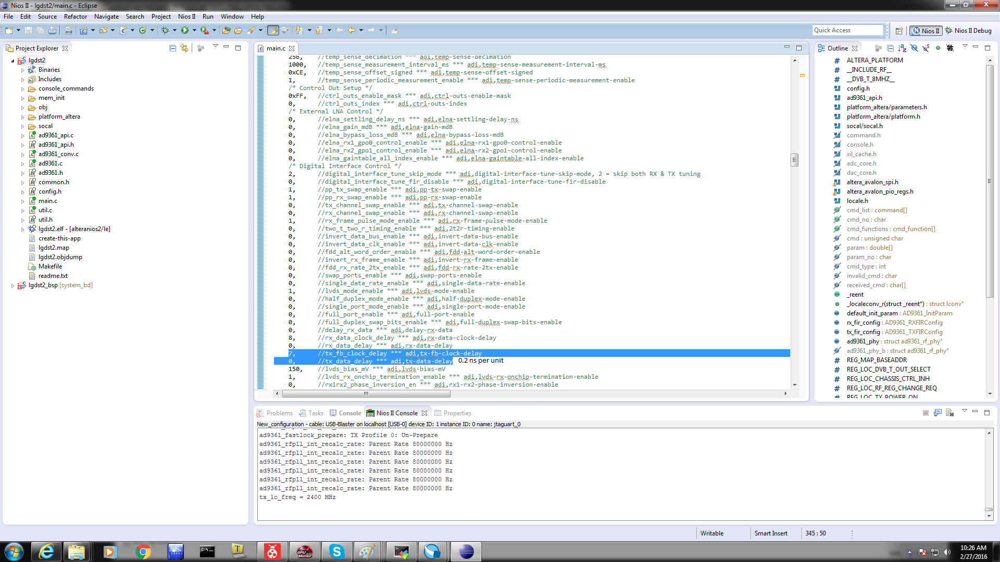 Nios II - lgdst2/main.c - Eclipse
File Edit Source Refactor Navigate Search Project Nios II Run Window Help
Quick Access
Nios II
Nios II Debug
Project Explorer
lgdst2
Binaries
Includes
console_commands
mem_init
obj
platform_altera
socal
ad9361_api.c
ad9361_api.h
ad9361_conv.c
ad9361.c
ad9361.h
common.h
config.h
main.c
util.c
util.h
lgdst2.elf - [alteranios2/le]
create-this-app
lgdst2.map
lgdst2.objdump
Makefile
readme.txt
lgdst2_bsp [system_bd]
main.c
256, //temp_sense_decimation *** adi,temp-sense-decimation
1000, //temp_sense_measurement_interval_ms *** adi,temp-sense-measurement-interval-ms
0xCE, //temp_sense_offset_signed *** adi,temp-sense-offset-signed
1, //temp_sense_periodic_measurement_enable *** adi,temp-sense-periodic-measurement-enable
/* Control Out Setup */
0xFF, //ctrl_outs_enable_mask *** adi,ctrl-outs-enable-mask
0, //ctrl_outs_index *** adi,ctrl-outs-index
/* External LNA Control */
0, //elna_settling_delay_ns *** adi,elna-settling-delay-ns
0, //elna_gain_mdB *** adi,elna-gain-mdB
0, //elna_bypass_loss_mdB *** adi,elna-bypass-loss-mdB
0, //elna_rx1_gpo0_control_enable *** adi,elna-rx1-gpo0-control-enable
0, //elna_rx2_gpo1_control_enable *** adi,elna-rx2-gpo1-control-enable
0, //elna_gaintable_all_index_enable *** adi,elna-gaintable-all-index-enable
/* Digital Interface Control */
2, //digital_interface_tune_skip_mode *** adi,digital-interface-tune-skip-mode, 2 = skip both RX & TX tuning
0, //digital_interface_tune_fir_disable *** adi,digital-interface-tune-fir-disable
1, //pp_tx_swap_enable *** adi,pp-tx-swap-enable
1, //pp_rx_swap_enable *** adi,pp-rx-swap-enable
0, //tx_channel_swap_enable *** adi,tx-channel-swap-enable
0, //rx_channel_swap_enable *** adi,rx-channel-swap-enable
1, //rx_frame_pulse_mode_enable *** adi,rx-frame-pulse-mode-enable
0, //two_t_two_r_timing_enable *** adi,2t2r-timing-enable
0, //invert_data_bus_enable *** adi,invert-data-bus-enable
0, //invert_data_clk_enable *** adi,invert-data-clk-enable
0, //fdd_alt_word_order_enable *** adi,fdd-alt-word-order-enable
0, //invert_rx_frame_enable *** adi,invert-rx-frame-enable
0, //fdd_rx_rate_2tx_enable *** adi,fdd-rx-rate-2tx-enable
0, //swap_ports_enable *** adi,swap-ports-enable
0, //single_data_rate_enable *** adi,single-data-rate-enable
1, //lvds_mode_enable *** adi,lvds-mode-enable
0, //half_duplex_mode_enable *** adi,half-duplex-mode-enable
0, //single_port_mode_enable *** adi,single-port-mode-enable
0, //full_port_enable *** adi,full-port-enable
0, //full_duplex_swap_bits_enable *** adi,full-duplex-swap-bits-enable
0, //delay_rx_data *** adi,delay-rx-data
8, //rx_data_clock_delay *** adi,rx-data-clock-delay
0, //rx_data_delay *** adi,rx-data-delay
7, //tx_fb_clock_delay *** adi,tx-fb-clock-delay
0, //tx_data_delay *** adi,tx-data-delay 0.2 ns per unit
150, //lvds_bias_mV *** adi,lvds-bias-mV
1, //lvds_rx_onchip_termination_enable *** adi,lvds-rx-onchip-termination-enable
0, //rx1rx2_phase_inversion_en *** adi,rx1-rx2-phase-inversion-enable
Outline
ALTERA_PLATFORM
__INCLUDE_RF__
__DVB_T_8MHZ__
config.h
ad9361_api.h
platform_altera/parameters.h
platform_altera/platform.h
socal/socal.h
command.h
console.h
xil_cache.h
adc_core.h
dac_core.h
altera_avalon_spi.h
altera_avalon_pio_regs.h
locale.h
cmd_list : command[]
cmd_no : char
cmd_functions : cmd_function[]
cmd : unsigned char
param : double[]
param_no : char
cmd_type : int
invalid_cmd : char
received_cmd : char[]
_reent
_localeconv_r(struct _reent*) : struct lconv*
default_init_param : AD9361_InitParam
rx_fir_config : AD9361_RXFIRConfig
tx_fir_config : AD9361_TXFIRConfig
ad9361_phy : struct ad9361_rf_phy*
ad9361_phy_b : struct ad9361_rf_phy*
REG_MAP_BASEADDR
REG_LOC_DVB_T_OUT_SELECT
REG_LOC_CHASSIS_CTRL_INH
REG_LOC_RF_REG_CHANGE_REQ
REG_LOC_TX_POWER_ON
Problems Tasks Console Nios II Console Properties
New_configuration - cable: USB-Blaster on localhost [USB-0] device ID: 1 instance ID: 0 name: jtaguart_0
ad9361_fastlock_prepare: TX Profile 0: Un-Prepare
ad9361_rfpll_int_recalc_rate: Parent Rate 80000000 Hz
ad9361_rfpll_int_recalc_rate: Parent Rate 80000000 Hz
ad9361_rfpll_int_recalc_rate: Parent Rate 80000000 Hz
ad9361_rfpll_int_recalc_rate: Parent Rate 80000000 Hz
ad9361_rfpll_int_recalc_rate: Parent Rate 80000000 Hz
ad9361_rfpll_int_recalc_rate: Parent Rate 80000000 Hz
tx_lo_freq = 2400 MHz
Writable
Smart Insert
345 : 50
10:26 AM
2/27/2016